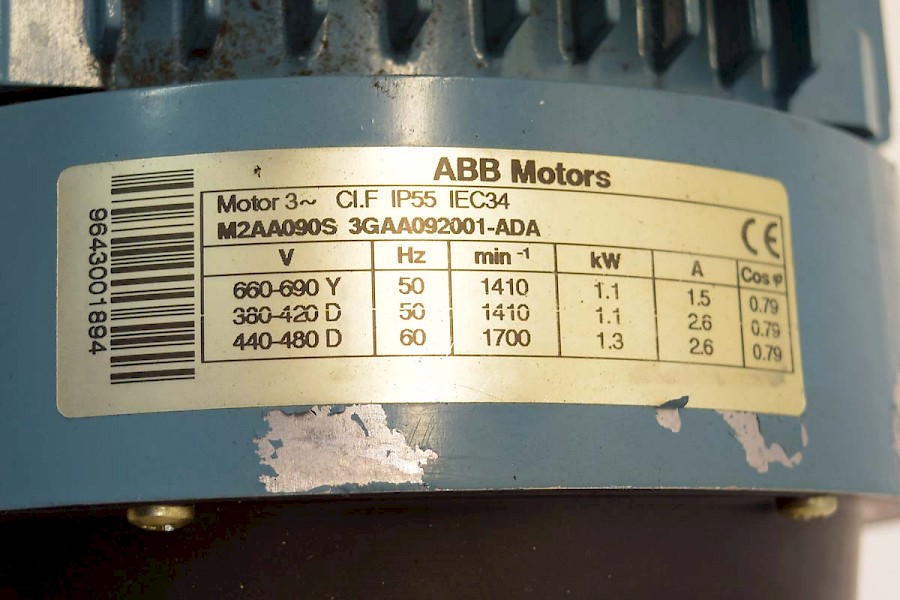 ABB Motors
Motor 3~ Cl.F IP55 IEC34
M2AA090S 3GAA092001-ADA
CE
V Hz min -1 kW A Cos φ
660-690 Y 50 1410 1.1 1.5 0.79
380-420 D 50 1410 1.1 2.6 0.79
440-480 D 60 1700 1.3 2.6 0.79
9643001894